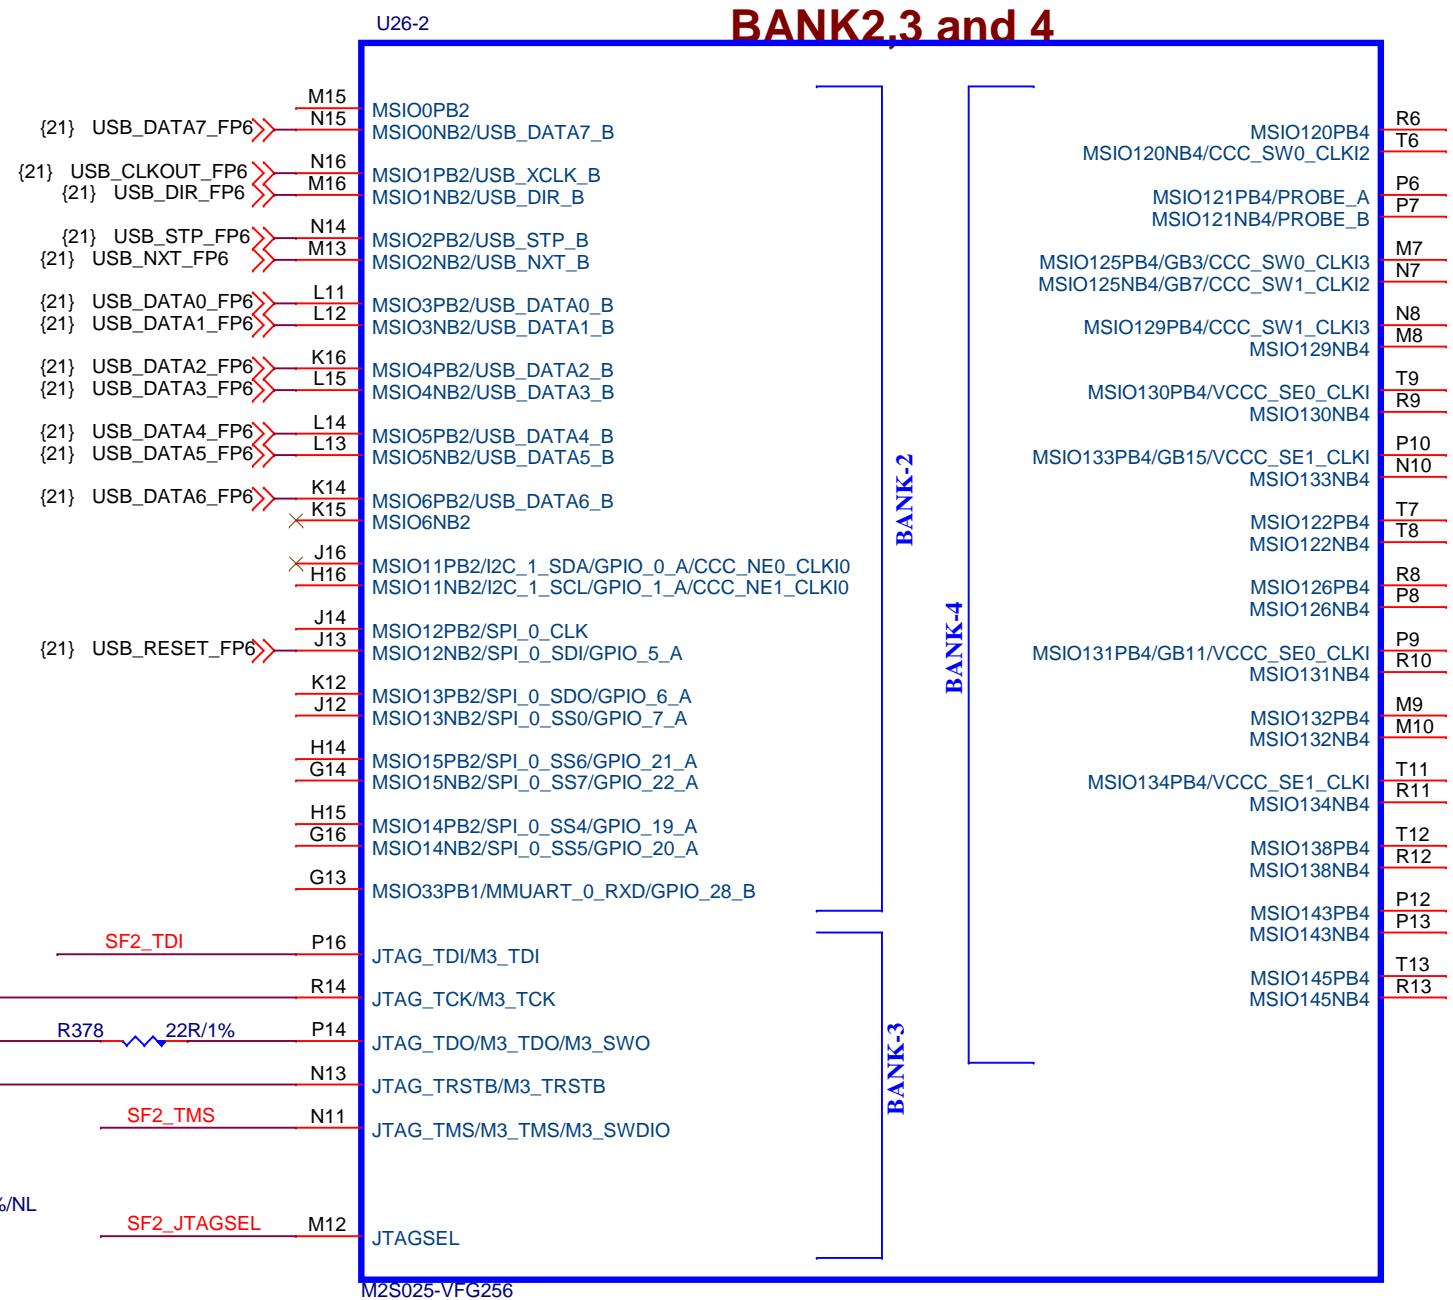 U26-2
BANK2,3 and 4
M15 MSIO0PB2
{21} USB_DATA7_FP6 N15 MSIO0NB2/USB_DATA7_B
{21} USB_CLKOUT_FP6 N16 MSIO1PB2/USB_XCLK_B
{21} USB_DIR_FP6 M16 MSIO1NB2/USB_DIR_B
{21} USB_STP_FP6 N14 MSIO2PB2/USB_STP_B
{21} USB_NXT_FP6 M13 MSIO2NB2/USB_NXT_B
{21} USB_DATA0_FP6 L11 MSIO3PB2/USB_DATA0_B
{21} USB_DATA1_FP6 L12 MSIO3NB2/USB_DATA1_B
{21} USB_DATA2_FP6 K16 MSIO4PB2/USB_DATA2_B
{21} USB_DATA3_FP6 L15 MSIO4NB2/USB_DATA3_B
{21} USB_DATA4_FP6 L14 MSIO5PB2/USB_DATA4_B
{21} USB_DATA5_FP6 L13 MSIO5NB2/USB_DATA5_B
{21} USB_DATA6_FP6 K14 MSIO6PB2/USB_DATA6_B
K15 MSIO6NB2
J16 MSIO11PB2/I2C_1_SDA/GPIO_0_A/CCC_NE0_CLKI0
H16 MSIO11NB2/I2C_1_SCL/GPIO_1_A/CCC_NE1_CLKI0
J14 MSIO12PB2/SPI_0_CLK
{21} USB_RESET_FP6 J13 MSIO12NB2/SPI_0_SDI/GPIO_5_A
K12 MSIO13PB2/SPI_0_SDO/GPIO_6_A
J12 MSIO13NB2/SPI_0_SS0/GPIO_7_A
H14 MSIO15PB2/SPI_0_SS6/GPIO_21_A
G14 MSIO15NB2/SPI_0_SS7/GPIO_22_A
H15 MSIO14PB2/SPI_0_SS4/GPIO_19_A
G16 MSIO14NB2/SPI_0_SS5/GPIO_20_A
G13 MSIO33PB1/MMUART_0_RXD/GPIO_28_B
BANK-2
SF2_TDI P16 JTAG_TDI/M3_TDI
R14 JTAG_TCK/M3_TCK
R378 22R/1% P14 JTAG_TDO/M3_TDO/M3_SWO
N13 JTAG_TRSTB/M3_TRSTB
SF2_TMS N11 JTAG_TMS/M3_TMS/M3_SWDIO
%/NL
SF2_JTAGSEL M12 JTAGSEL
BANK-3
BANK-4
MSIO120PB4 R6
MSIO120NB4/CCC_SW0_CLKI2 T6
MSIO121PB4/PROBE_A P6
MSIO121NB4/PROBE_B P7
MSIO125PB4/GB3/CCC_SW0_CLKI3 M7
MSIO125NB4/GB7/CCC_SW1_CLKI2 N7
MSIO129PB4/CCC_SW1_CLKI3 N8
MSIO129NB4 M8
MSIO130PB4/VCCC_SE0_CLKI T9
MSIO130NB4 R9
MSIO133PB4/GB15/VCCC_SE1_CLKI P10
MSIO133NB4 N10
MSIO122PB4 T7
MSIO122NB4 T8
MSIO126PB4 R8
MSIO126NB4 P8
MSIO131PB4/GB11/VCCC_SE0_CLKI P9
MSIO131NB4 R10
MSIO132PB4 M9
MSIO132NB4 M10
MSIO134PB4/VCCC_SE1_CLKI T11
MSIO134NB4 R11
MSIO138PB4 T12
MSIO138NB4 R12
MSIO143PB4 P12
MSIO143NB4 P13
MSIO145PB4 T13
MSIO145NB4 R13
M2S025-VFG256